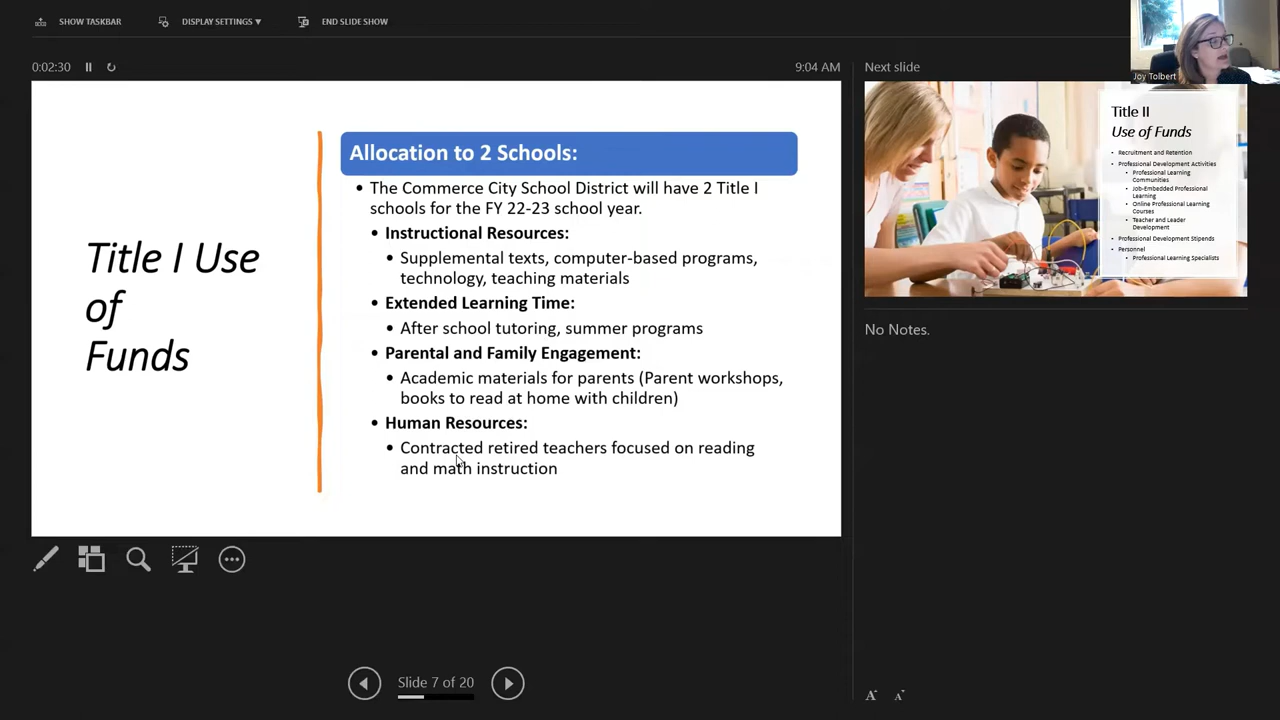 SHOW TASKBAR
DISPLAY SETTINGS
END SLIDE SHOW
0:02:30
9:04 AM
Title I Use
of
Funds
Allocation to 2 Schools:
• The Commerce City School District will have 2 Title I
schools for the FY 22-23 school year.
• Instructional Resources:
• Supplemental texts, computer-based programs,
technology, teaching materials
• Extended Learning Time:
• After school tutoring, summer programs
• Parental and Family Engagement:
• Academic materials for parents (Parent workshops,
books to read at home with children)
• Human Resources:
• Contracted retired teachers focused on reading
and math instruction
Slide 7 of 20
Joy Tolbert
Next slide
Title II
Use of Funds
• Recruitment and Retention
• Professional Development Activities
• Professional Learning
Communities
• Job-Embedded Professional
Learning
• Online Professional Learning
Courses
• Teacher and Leader
Development
• Professional Development Stipends
• Personnel
• Professional Learning Specialists
No Notes.
A A